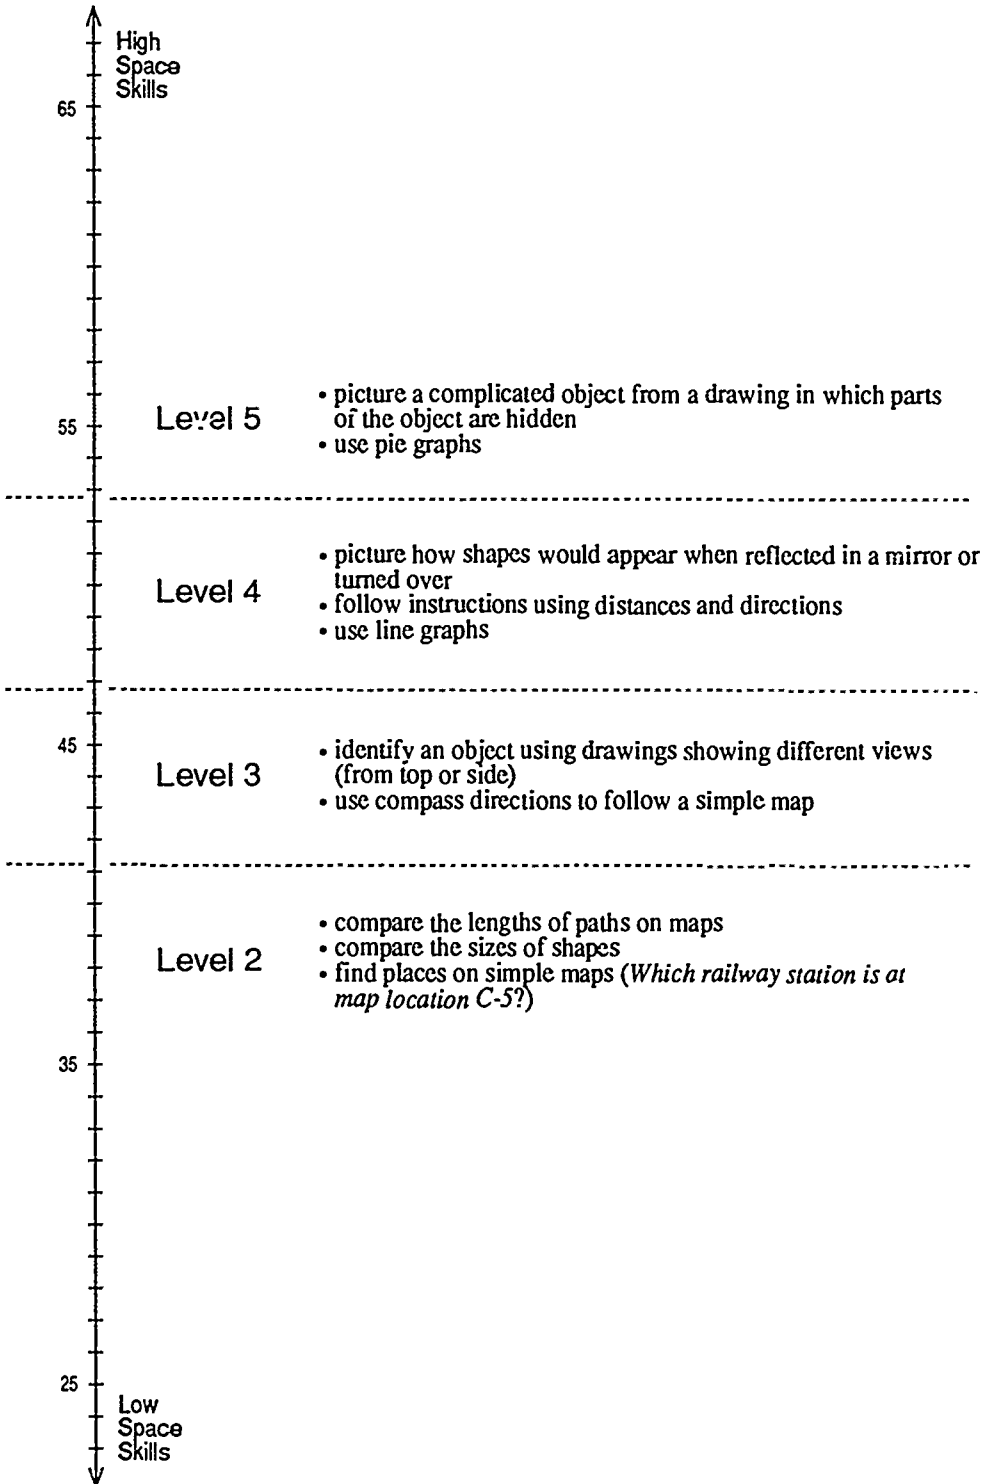 High
Space
Skills
65
Level 5
• picture a complicated object from a drawing in which parts
of the object are hidden
• use pie graphs
55
Level 4
• picture how shapes would appear when reflected in a mirror or
turned over
• follow instructions using distances and directions
• use line graphs
45
Level 3
• identify an object using drawings showing different views
(from top or side)
• use compass directions to follow a simple map
Level 2
• compare the lengths of paths on maps
• compare the sizes of shapes
• find places on simple maps (Which railway station is at
map location C-5?)
35
25
Low
Space
Skills